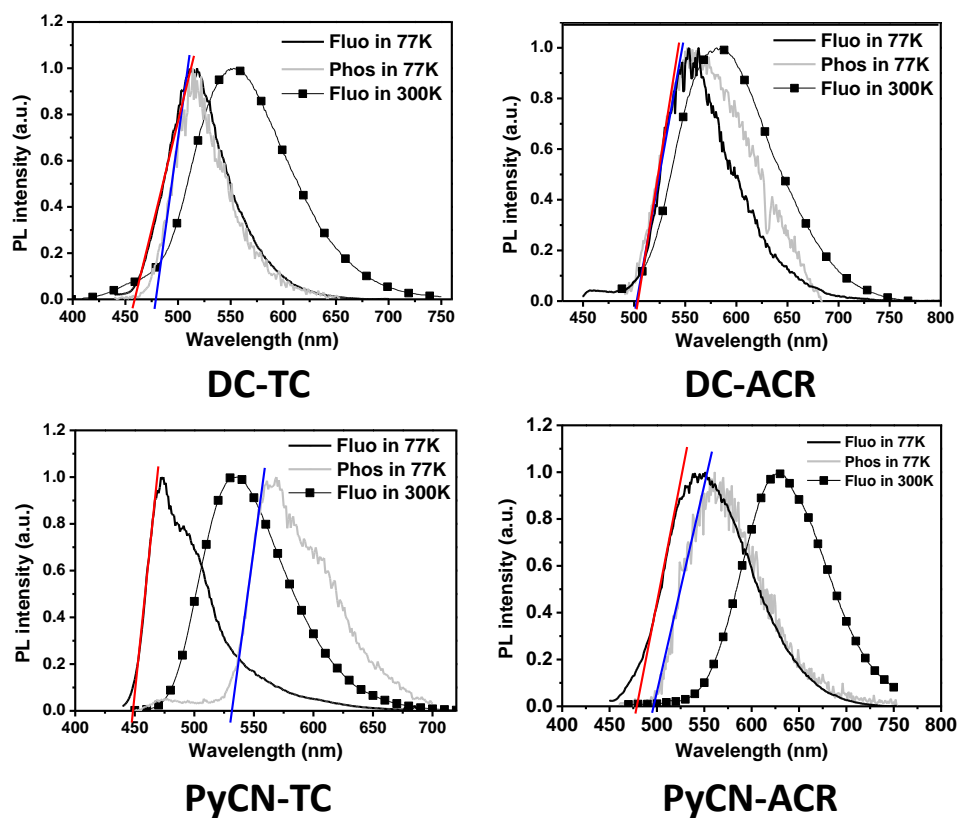 1.2
1.0
0.8
0.6
0.4
0.2
0.0
PL intensity (a.u.)
Fluo in 77K
Phos in 77K
Fluo in 300K
400 450 500 550 600 650 700 750
Wavelength (nm)
DC-TC
1.0
0.8
0.6
0.4
0.2
0.0
PL intensity (a.u.)
Fluo in 77K
Phos in 77K
Fluo in 300K
450 500 550 600 650 700 750 800
Wavelength (nm)
DC-ACR
1.2
1.0
0.8
0.6
0.4
0.2
0.0
PL intensity (a.u.)
Fluo in 77K
Phos in 77K
Fluo in 300K
400 450 500 550 600 650 700
Wavelength (nm)
PyCN-TC
1.2
1.0
0.8
0.6
0.4
0.2
0.0
PL intensity (a.u.)
Fluo in 77K
Phos in 77K
Fluo in 300K
400 450 500 550 600 650 700 750 800
Wavelength (nm)
PyCN-ACR